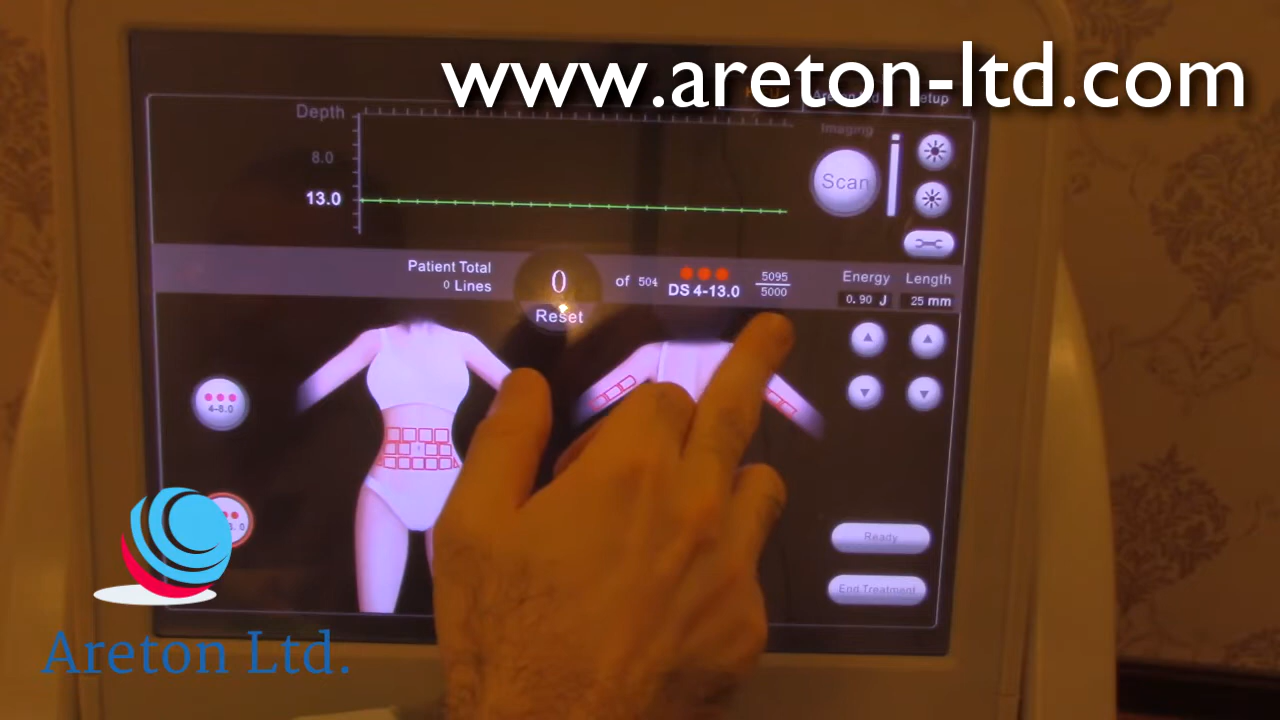 www.areton-ltd.com
Setup
Depth
Imaging
8.0
Scan
13.0
Patient Total
0 Lines
0
of 504
DS 4-13.0
5095
5000
Energy
Length
0.90 J
25 mm
Reset
4-8.0
Ready
End Treatment
Areton Ltd.